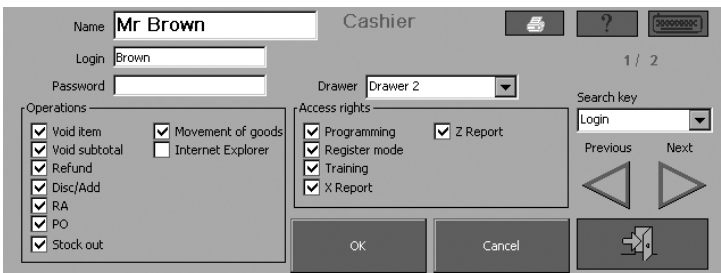 Name Mr Brown
Cashier
?
Login Brown
1 / 2
Password
Drawer Drawer 2
Search key
Login
Operations
Void item
Void subtotal
Refund
Disc/Add
RA
PO
Stock out
Movement of goods
Internet Explorer
Access rights
Programming
Register mode
Training
X Report
Z Report
Previous Next
OK Cancel